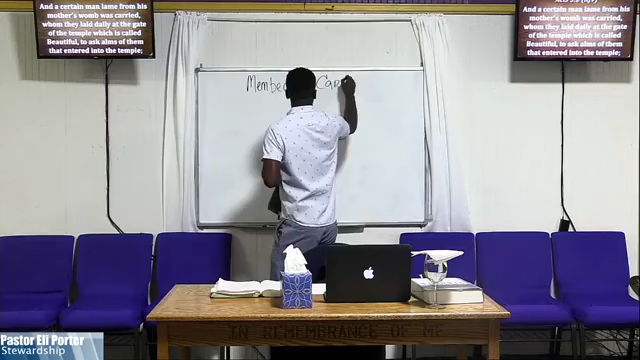 And a certain man lame from his
mother's womb was carried,
whom they laid daily at the gate
of the temple which is called
Beautiful, to ask alms of them
that entered into the temple;
And a certain man lame from his
mother's womb was carried,
whom they laid daily at the gate
of the temple which is called
Beautiful, to ask alms of them
that entered into the temple;
IN REMEMBRANCE OF ME
Pastor Eli Porter
Stewardship